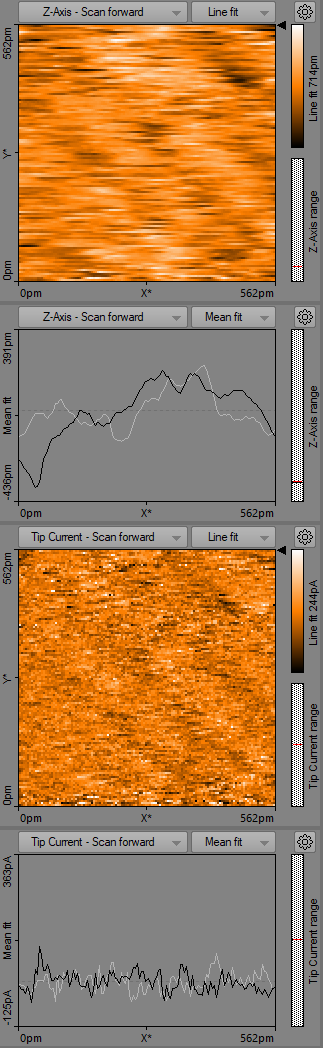 Z-Axis - Scan forward
Line fit
562pm
Y*
0pm
0pm
X*
562pm
Line fit 714pm
Z-Axis range
Z-Axis - Scan forward
Mean fit
391pm
Mean fit
-436pm
0pm
X*
562pm
Z-Axis range
Tip Current - Scan forward
Line fit
562pm
Y*
0pm
0pm
X*
562pm
Line fit 244pA
Tip Current range
Tip Current - Scan forward
Mean fit
363pA
Mean fit
-125pA
0pm
X*
562pm
Tip Current range